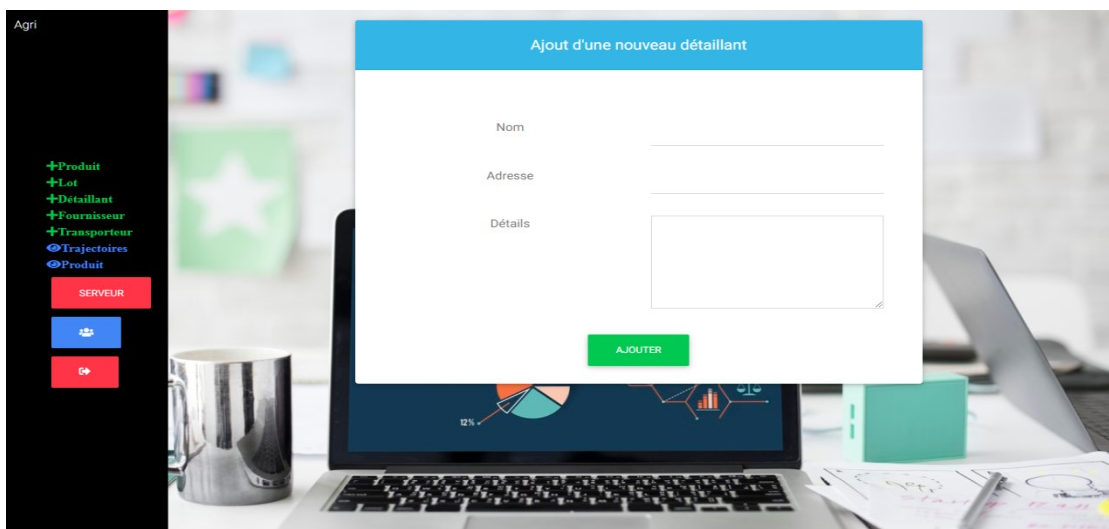 Agri
Ajout d'une nouveau détaillant
Nom
Adresse
Détails
Produit
Lot
Détaillant
Fournisseur
Transporteur
Trajectoires
Produit
SERVEUR
AJOUTER
12%